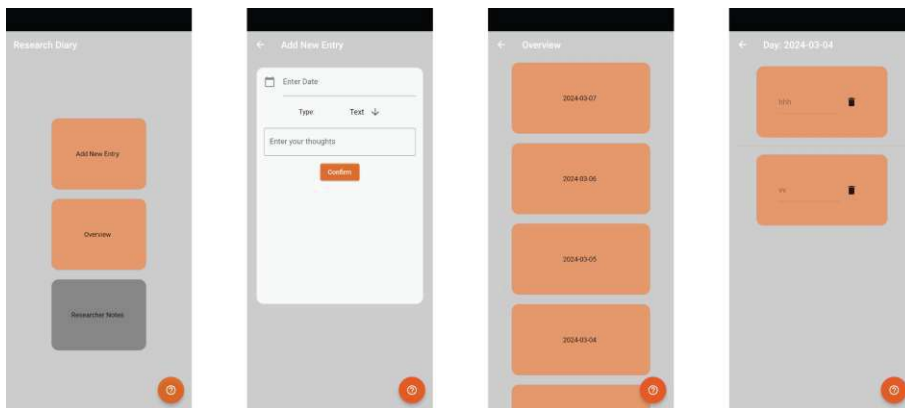 Research Diary
Add New Entry
Overview
Researcher Notes
Add New Entry
Enter Date
Type
Text
Enter your thoughts
Confirm
Overview
2024-03-07
2024-03-06
2024-03-05
2024-03-04
Day: 2024-03-04
hhh